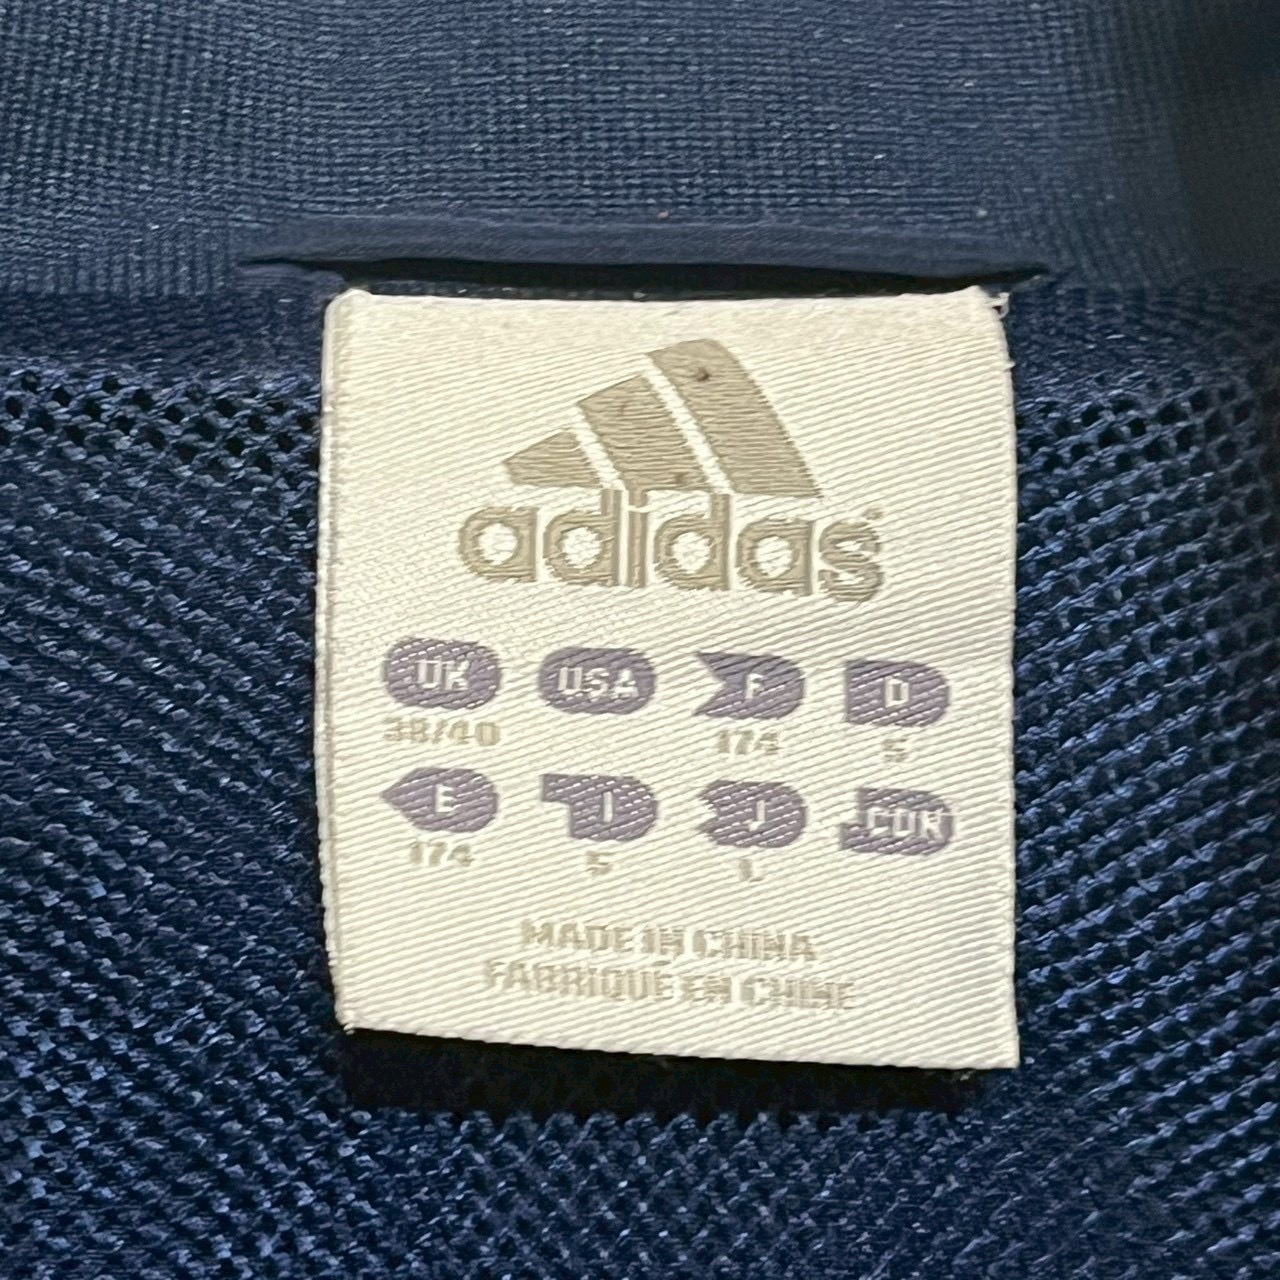 adidas
UK USA F D
38/40 174 5
E I J CDN
174 5 L
MADE IN CHINA
FABRIQUE EN CHINE